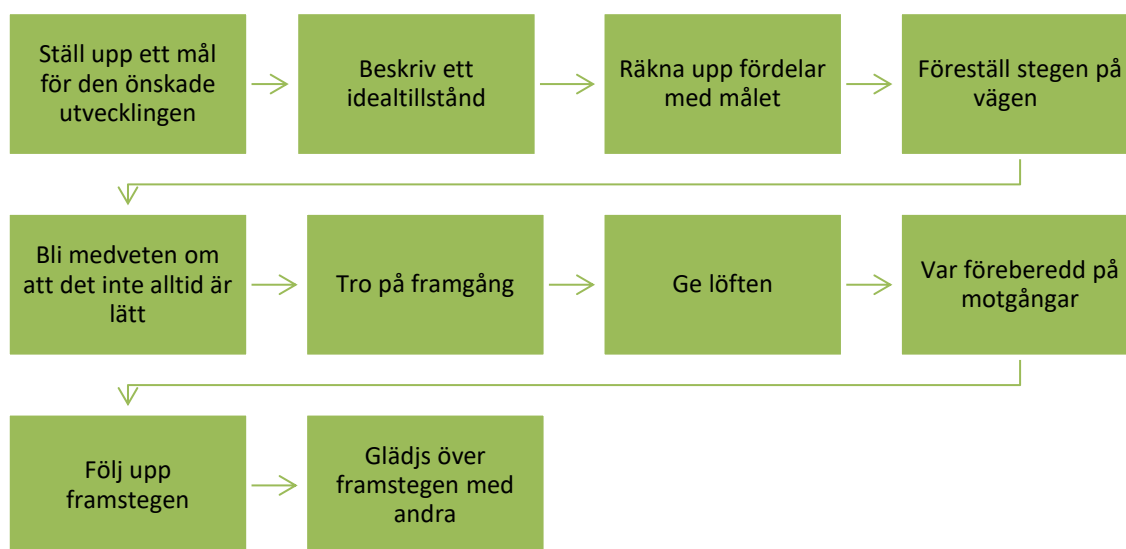 Ställ upp ett mål
för den önskade
utvecklingen
Beskriv ett
idealtillstånd
Räkna upp fördelar
med målet
Föreställ stegen på
vägen
Bli medveten om
att det inte alltid är
lätt
Tro på framgång
Ge löften
Var föreberedd på
motgångar
Följ upp
framstegen
Glädjs över
framstegen med
andra